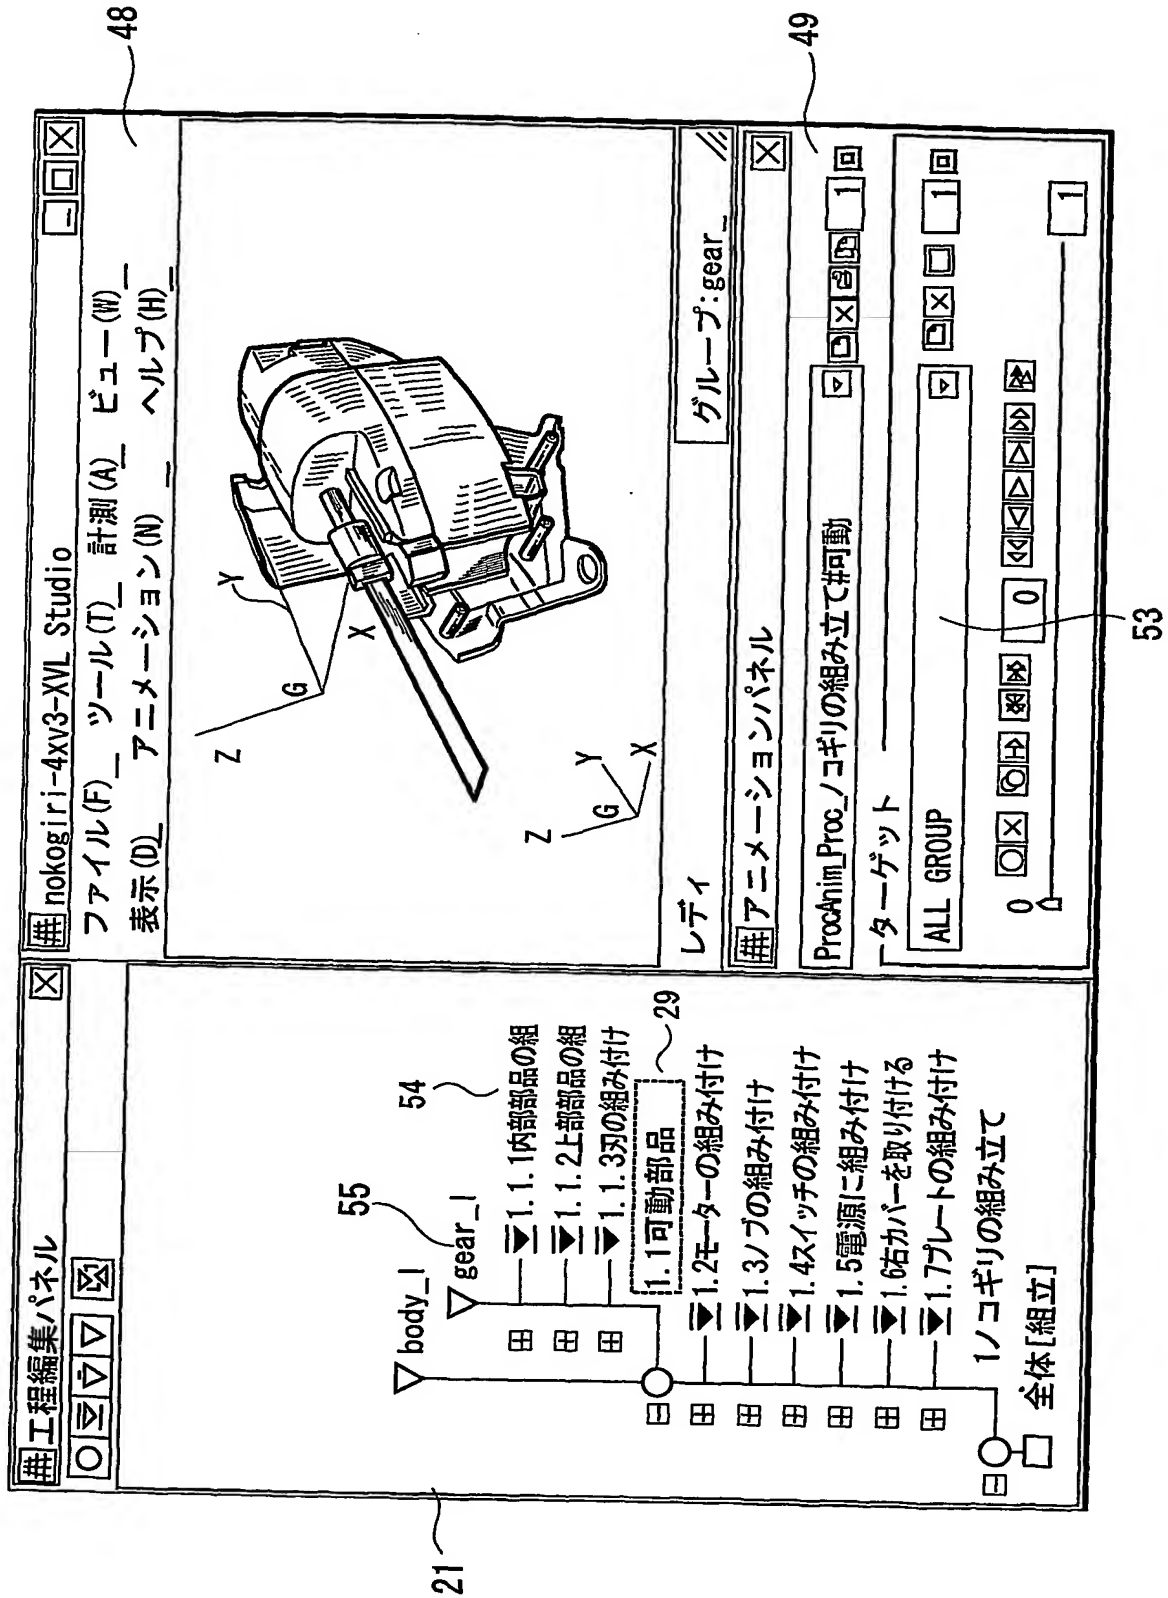 工程編集パネル
body_l
gear_l
1.1.1内部部品の組
1.1.2上部部品の組
1.1.3刃の組み付け
1.1可動部品
1.2モーターの組み付け
1.3ノブの組み付け
1.4スイッチの組み付け
1.5電源に組み付け
1.6右カバーを取り付ける
1.7プレートの組み付け
1ノコギリの組み立て
全体[組立]
nokogiri-4xv3-XVL Studio
ファイル(F)_ ツール(T)_ 計測(A)_ ビュー(W)_
表示(D)_ アニメーション(N)_ ヘルプ(H)_
Z
G
Y
X
Z
G
Y
X
レディ
グループ:gear_
アニメーションパネル
ProcAnim_Proc_ノコギリの組み立て#可動
1
ターゲット
ALL GROUP
1
0
0
1
21
55
54
29
48
49
53